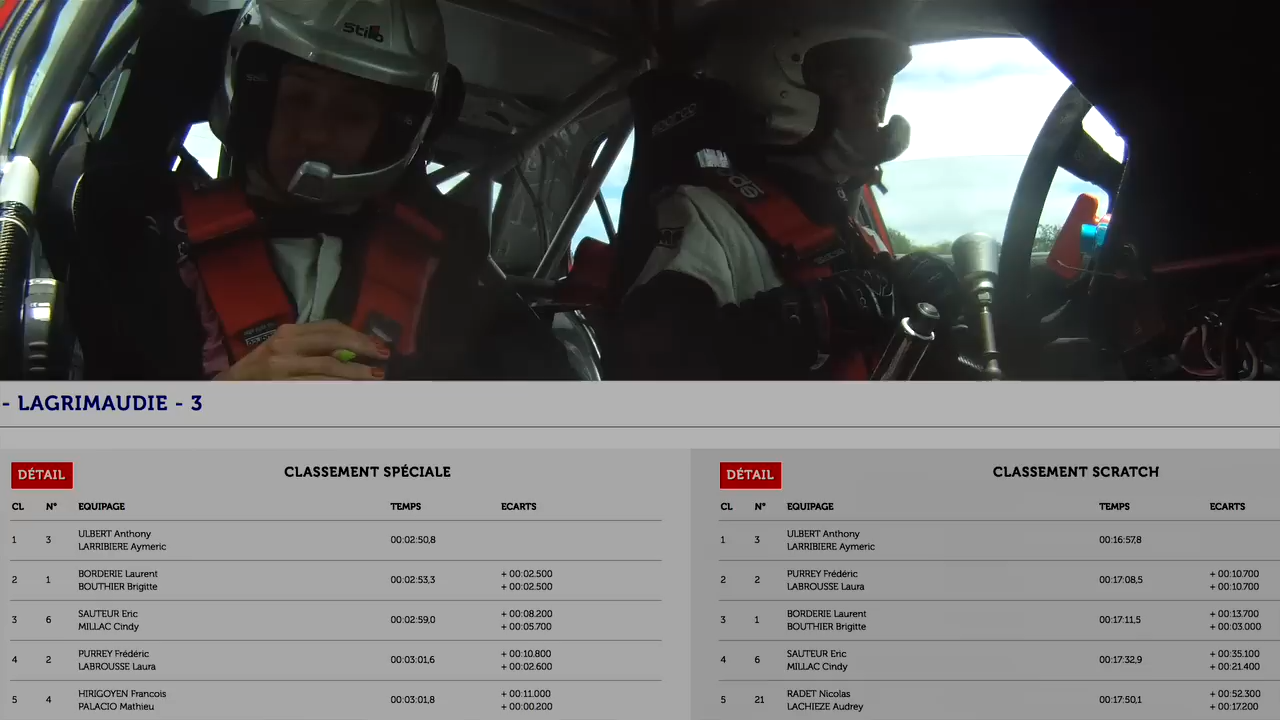 Stilo
- LAGRIMAUDIE - 3
DÉTAIL
CLASSEMENT SPÉCIALE
CL N° EQUIPAGE TEMPS ECARTS
1 3 ULBERT Anthony 00:02:50,8
LARRIBIERE Aymeric
2 1 BORDERIE Laurent 00:02:53,3 + 00:02.500
BOUTHIER Brigitte + 00:02.500
3 6 SAUTEUR Eric 00:02:59,0 + 00:08.200
MILLAC Cindy + 00:05.700
4 2 PURREY Frédéric 00:03:01,6 + 00:10.800
LABROUSSE Laura + 00:02.600
5 4 HIRIGOYEN Francois 00:03:01,8 + 00:11.000
PALACIO Mathieu + 00:00.200
DÉTAIL
CLASSEMENT SCRATCH
CL N° EQUIPAGE TEMPS ECARTS
1 3 ULBERT Anthony 00:16:57,8
LARRIBIERE Aymeric
2 2 PURREY Frédéric 00:17:08,5 + 00:10.700
LABROUSSE Laura + 00:10.700
3 1 BORDERIE Laurent 00:17:11,5 + 00:13.700
BOUTHIER Brigitte + 00:03.000
4 6 SAUTEUR Eric 00:17:32,9 + 00:35.100
MILLAC Cindy + 00:21.400
5 21 RADET Nicolas 00:17:50,1 + 00:52.300
LACHIEZE Audrey + 00:17.200